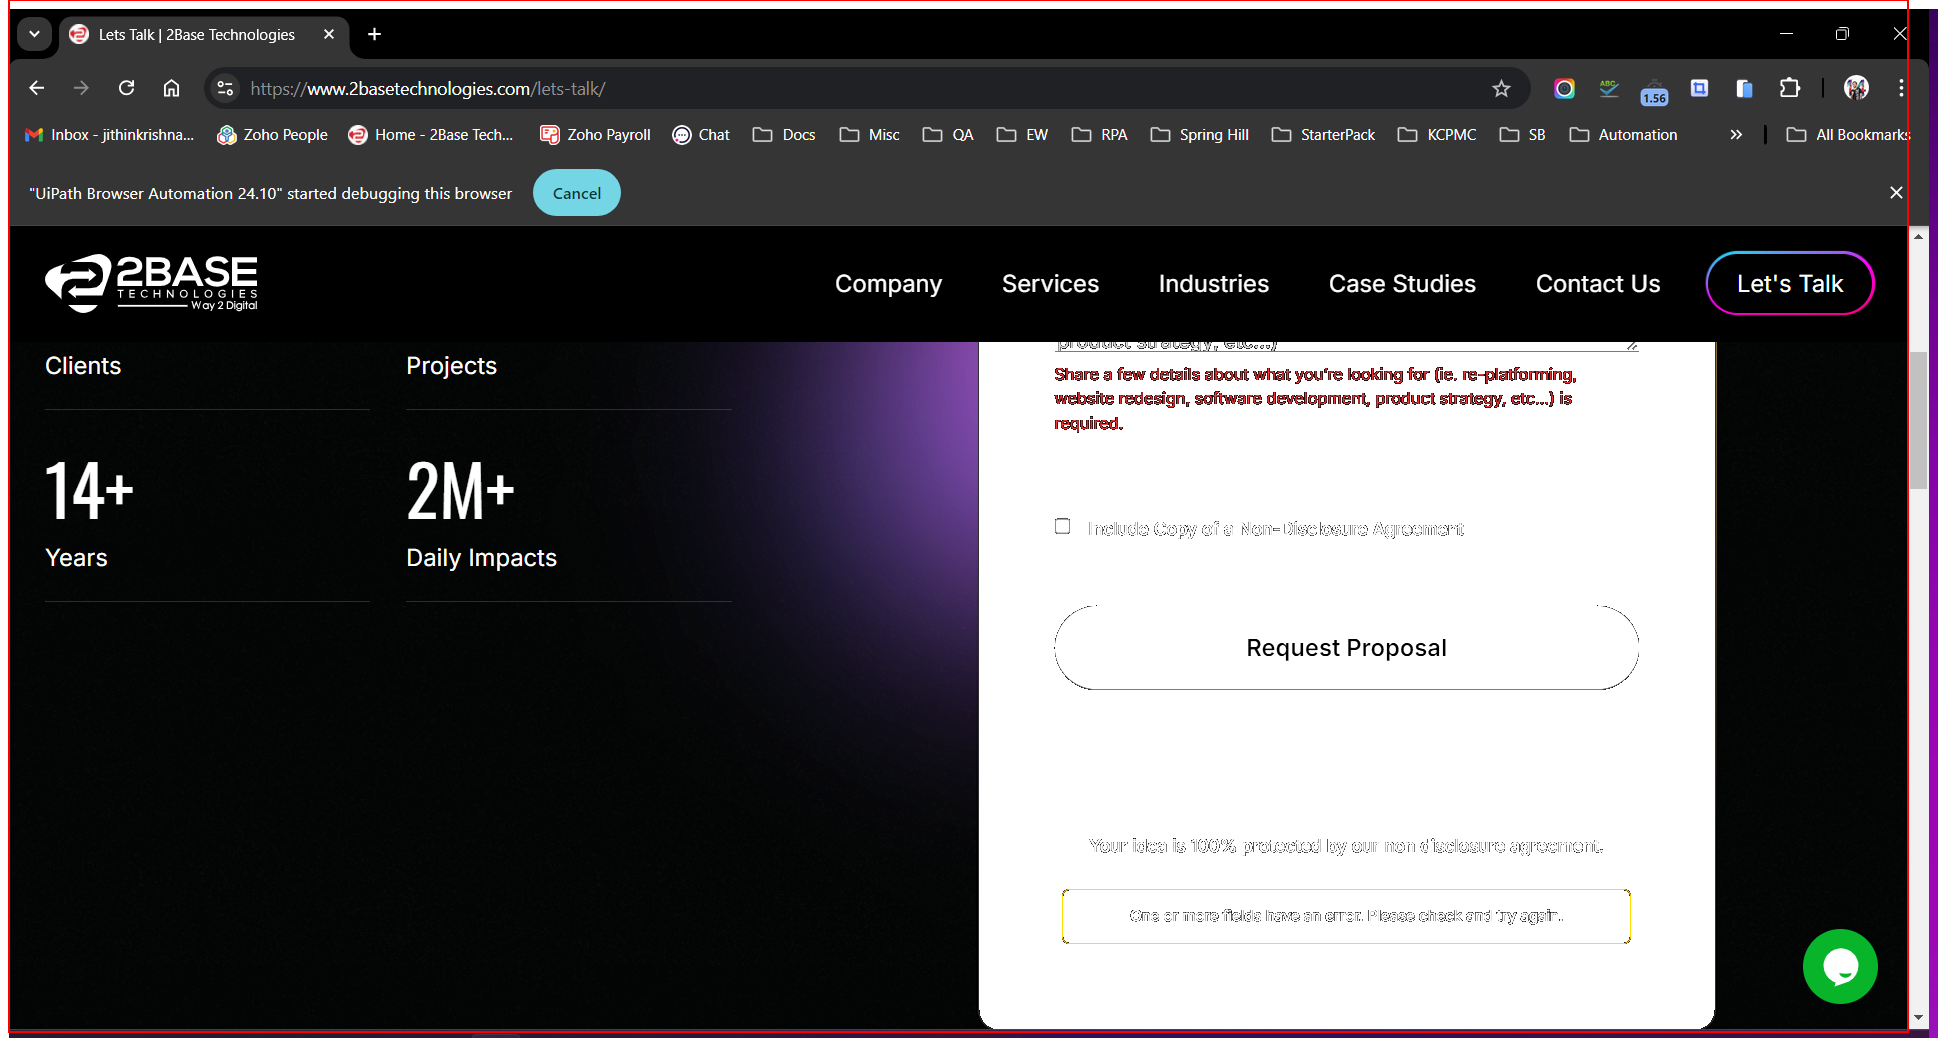 Lets Talk | 2Base Technologies
https://www.2basetechnologies.com/lets-talk/
ABC
1.56
Inbox - jithinkrishna...
Zoho People
Home - 2Base Tech...
Zoho Payroll
Chat
Docs
Misc
QA
EW
RPA
Spring Hill
StarterPack
KCPMC
SB
Automation
All Bookmarks
"UiPath Browser Automation 24.10" started debugging this browser
Cancel
2BASE
TECHNOLOGIES
Way 2 Digital
Company
Services
Industries
Case Studies
Contact Us
Let's Talk
Clients
Projects
14+
2M+
Years
Daily Impacts
product strategy, etc...)
Share a few details about what you're looking for (ie. re-platforming,
website redesign, software development, product strategy, etc...) is
required.
Include Copy of a Non-Disclosure Agreement
Request Proposal
Your idea is 100% protected by our non disclosure agreement.
One or more fields have an error. Please check and try again.